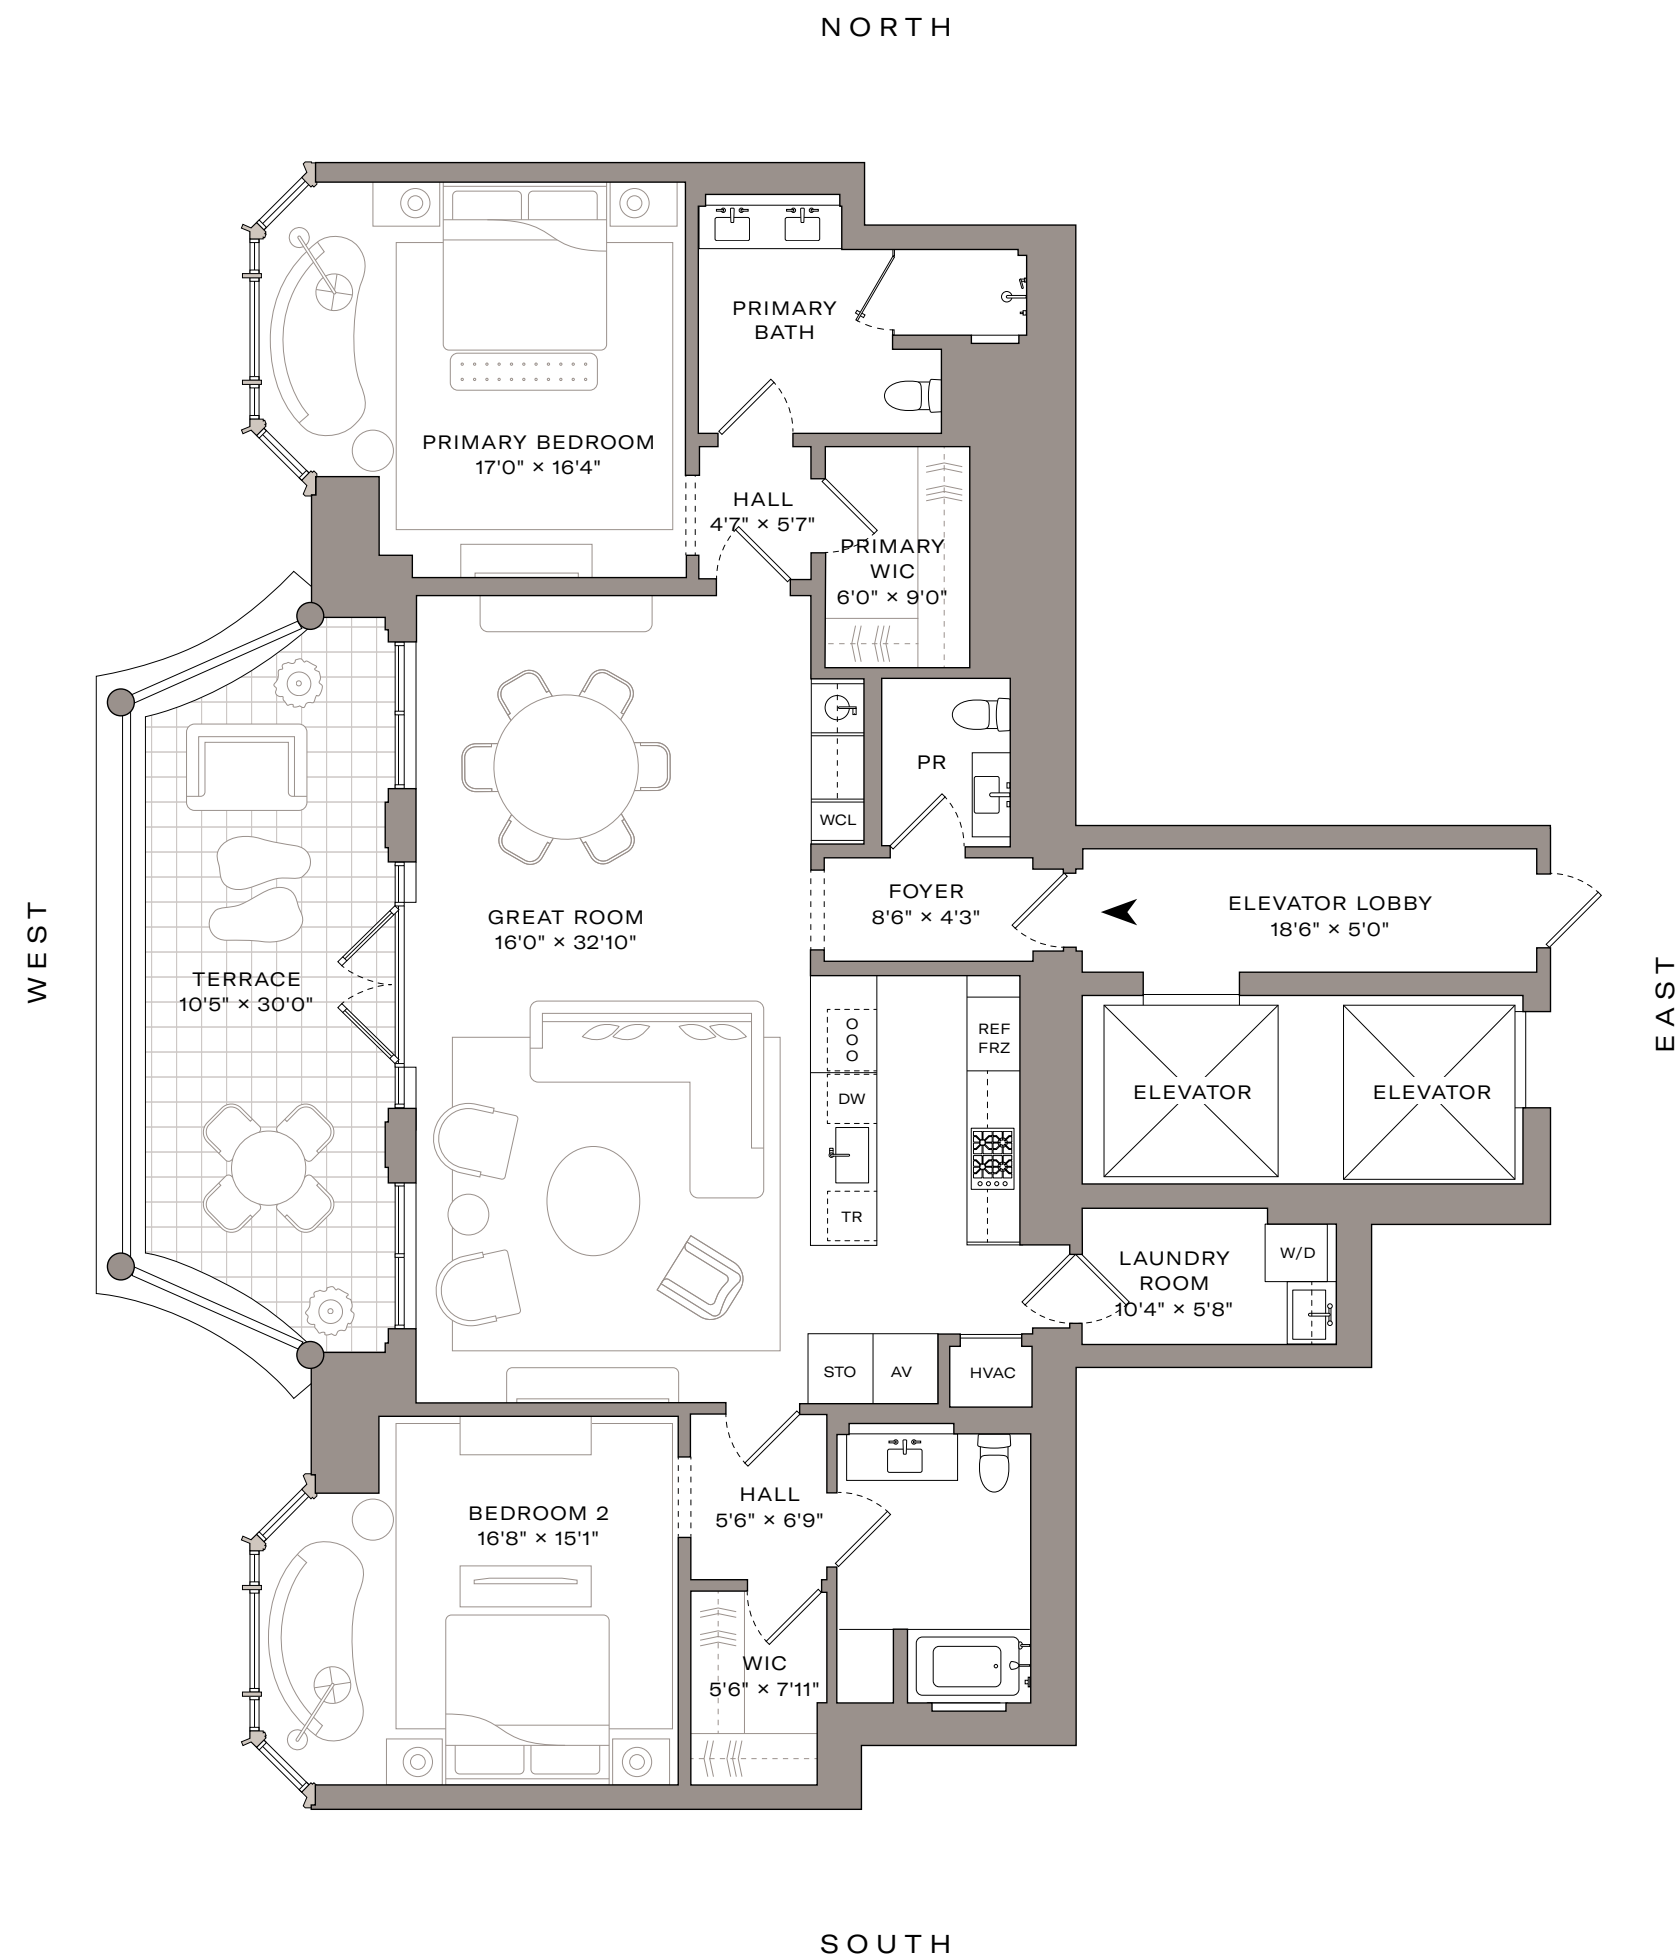 NORTH
PRIMARY
BATH
PRIMARY BEDROOM
17'0" × 16'4"
HALL
4'7" × 5'7"
PRIMARY
WIC
6'0" × 9'0"
PR
WCL
FOYER
8'6" × 4'3"
ELEVATOR LOBBY
18'6" × 5'0"
GREAT ROOM
16'0" × 32'10"
WEST
TERRACE
10'5" × 30'0"
EAST
REF
FRZ
DW
ELEVATOR
ELEVATOR
TR
LAUNDRY
ROOM
10'4" × 5'8"
W/D
STO
AV
HVAC
HALL
5'6" × 6'9"
BEDROOM 2
16'8" × 15'1"
WIC
5'6" × 7'11"
SOUTH